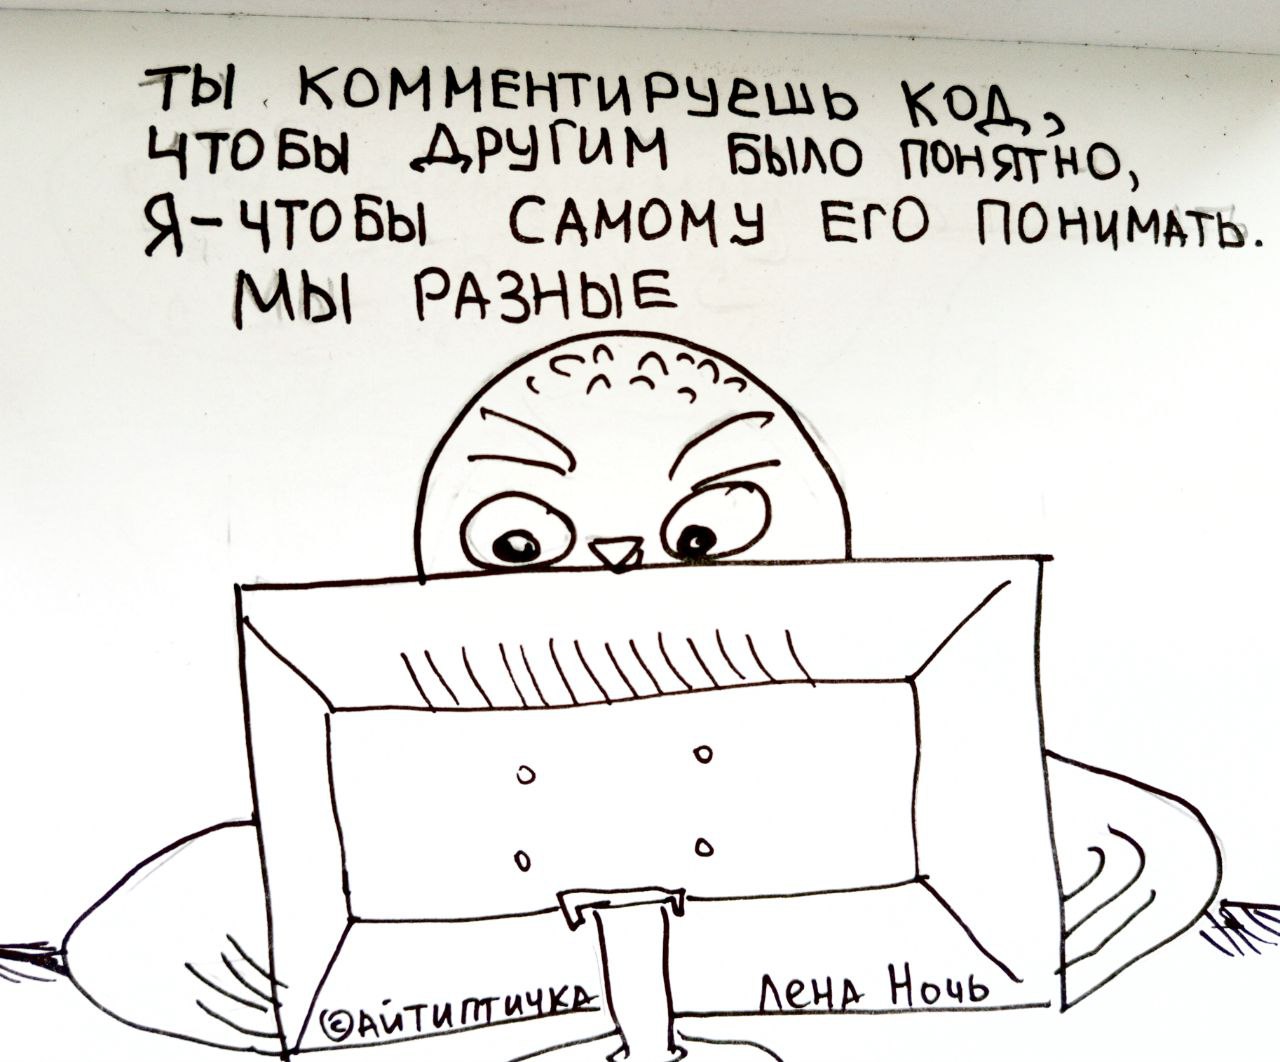 ТЫ КОММЕНТИРУЕШЬ КОД,
ЧТОБЫ ДРУГИМ БЫЛО ПОНЯТНО,
Я-ЧТОБЫ САМОМУ ЕГО ПОНИМАТЬ.
МЫ РАЗНЫЕ
©АЙТИПТИЧКА ЛЕНА НОЧЬ